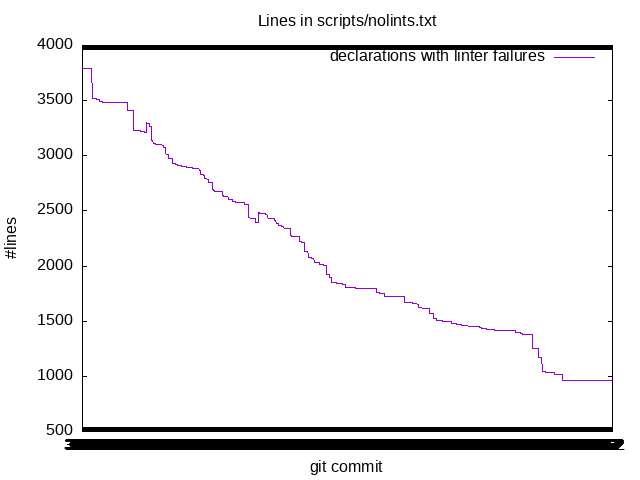 Lines in scripts/nolints.txt
4000
declarations with linter failures
3500
3000
2500
#lines
2000
1500
1000
500
git commit